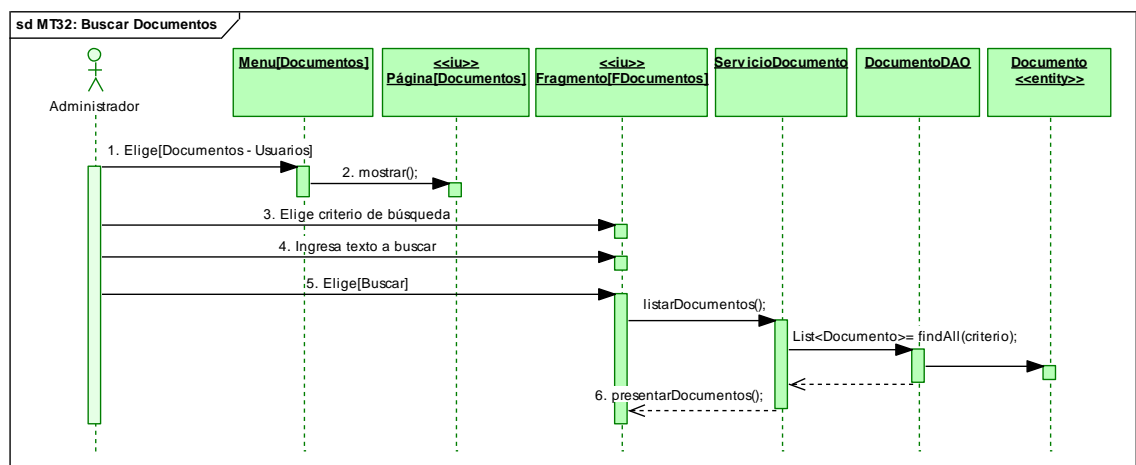 sd MT32: Buscar Documentos
Administrador
Menu[Documentos]
<<iu>>
Página[Documentos]
<<iu>>
Fragmento[FDocumentos]
ServicioDocumento
DocumentoDAO
Documento
<<entity>>
1. Elige[Documentos - Usuarios]
2. mostrar();
3. Elige criterio de búsqueda
4. Ingresa texto a buscar
5. Elige[Buscar]
listarDocumentos();
List<Documento>= findAll(criterio);
6. presentarDocumentos();